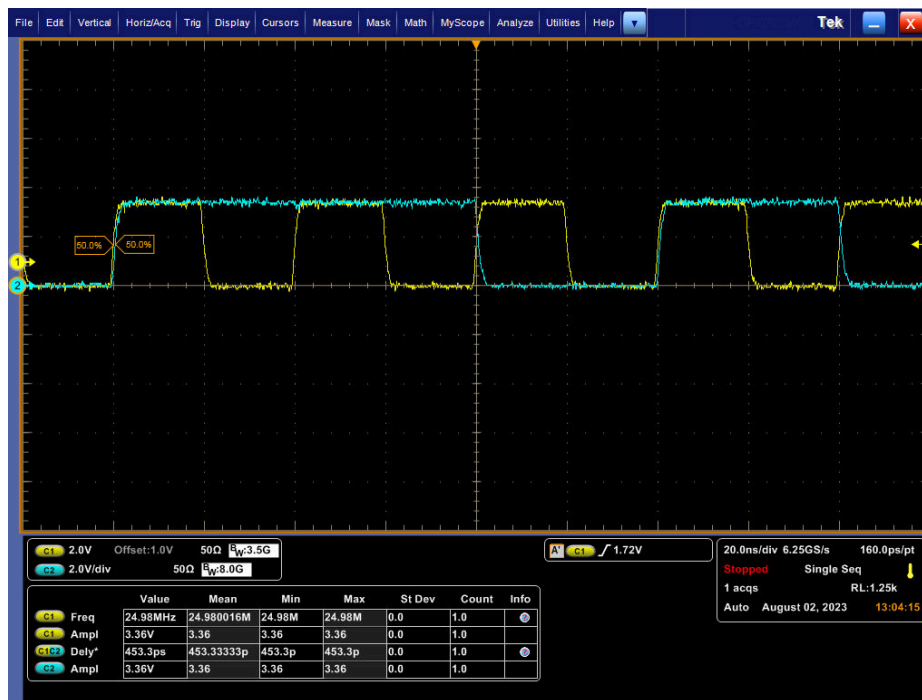 File Edit Vertical Horiz/Acq Trig Display Cursors Measure Mask Math MyScope Analyze Utilities Help Tek X
50.0% 50.0%
1
2
C1 2.0V Offset:1.0V 50Ω BW:3.5G
C2 2.0V/div 50Ω BW:8.0G
A' C1 1.72V
20.0ns/div 6.25GS/s 160.0ps/pt
Stopped Single Seq
1 acqs RL:1.25k
Auto August 02, 2023 13:04:15
Value Mean Min Max St Dev Count Info
C1 Freq 24.98MHz 24.980016M 24.98M 24.98M 0.0 1.0
C1 Ampl 3.36V 3.36 3.36 3.36 0.0 1.0
C1C2 Dely* 453.3ps 453.33333p 453.3p 453.3p 0.0 1.0
C2 Ampl 3.36V 3.36 3.36 3.36 0.0 1.0